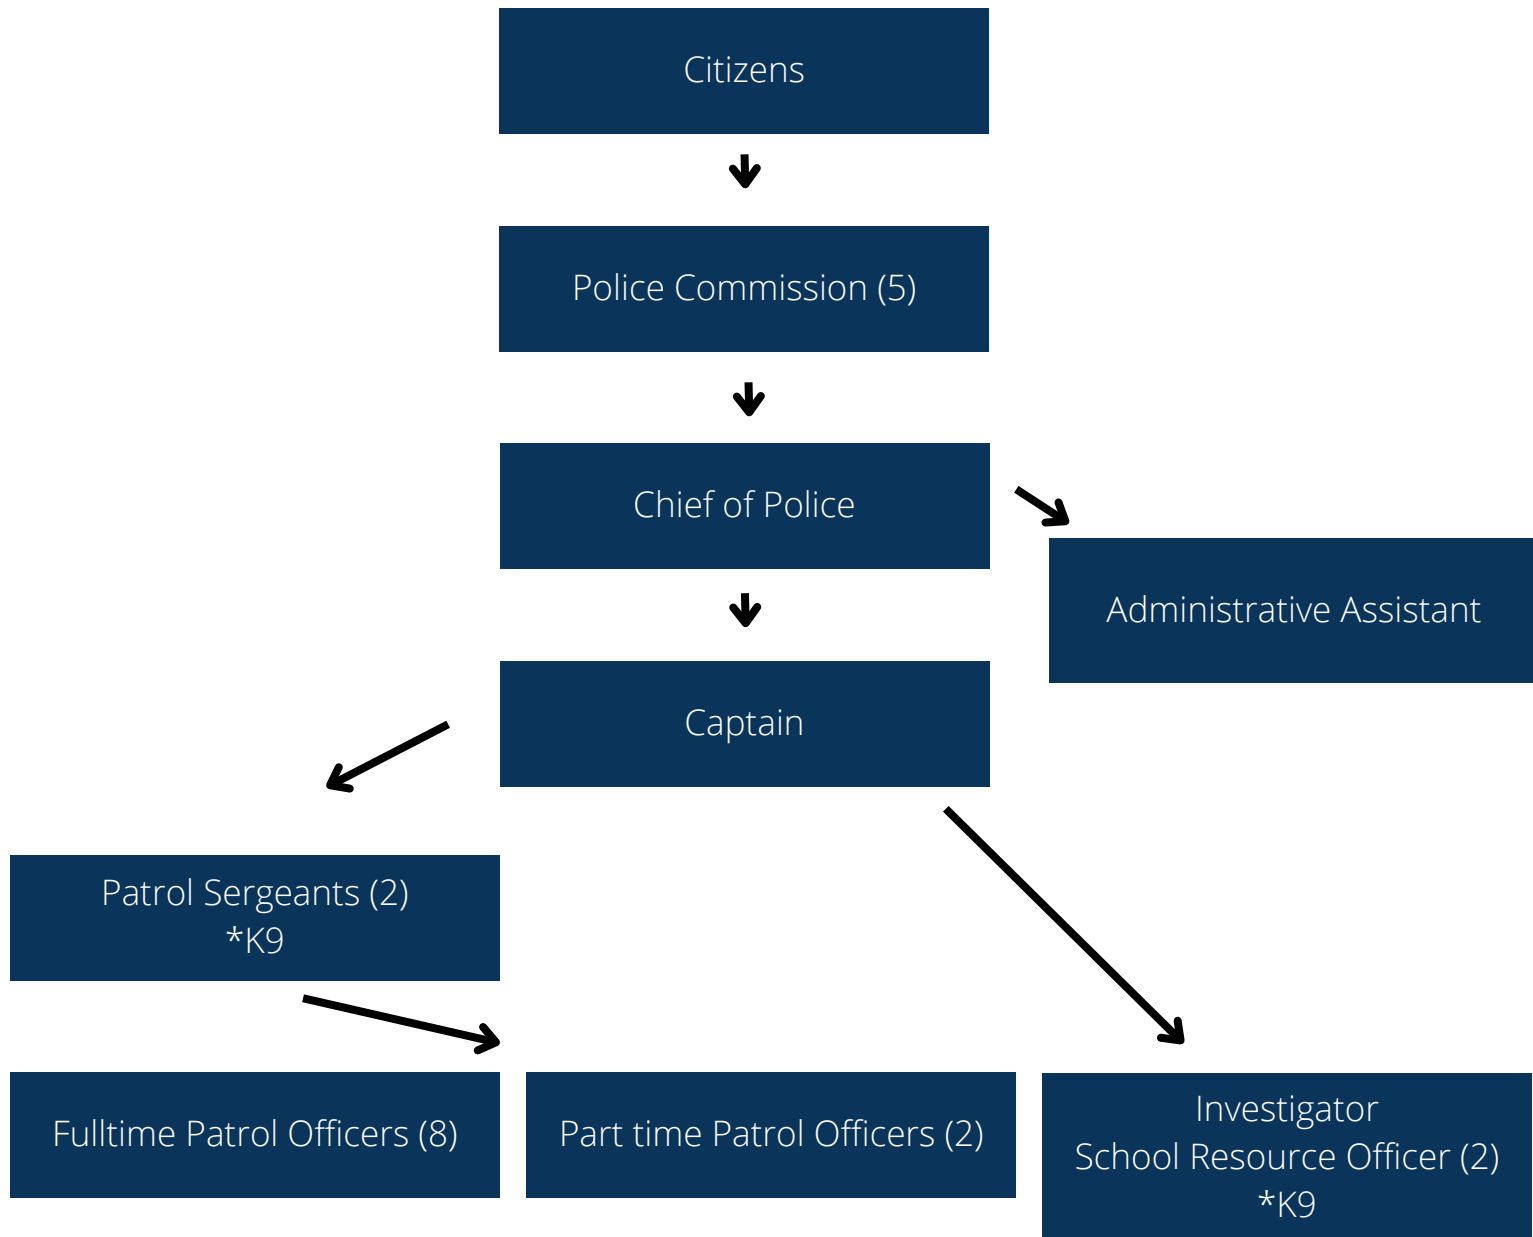 Citizens
Police Commission (5)
Chief of Police
Administrative Assistant
Captain
Patrol Sergeants (2)
*K9
Fulltime Patrol Officers (8)
Part time Patrol Officers (2)
Investigator
School Resource Officer (2)
*K9